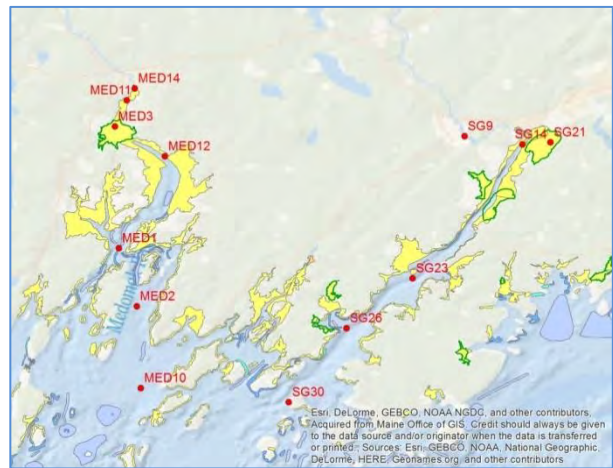 MED14
MED11
MED3
SG9
SG14
SG21
MED12
MED1
SG23
MED2
SG26
MED10
SG30
Esri, DeLorme, GEBCO, NOAA NGDC, and other contributors,
Acquired from Maine Office of GIS. Credit should always be given
to the data source and/or originator when the data is transferred
or printed., Sources: Esri, GEBCO, NOAA, National Geographic,
DeLorme, HERE, Geonames.org, and other contributors